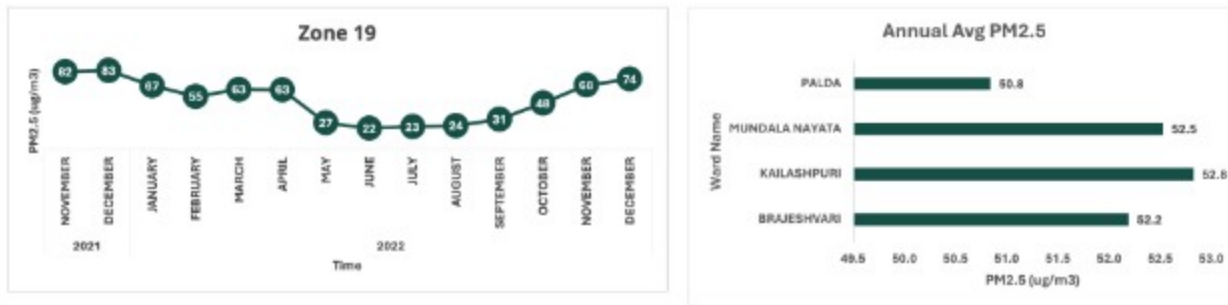 Zone 19
PM2.5 (ug/m3)
82 83 67 55 63 63 27 22 23 24 31 48 68 74
NOVEMBER DECEMBER JANUARY FEBRUARY MARCH APRIL MAY JUNE JULY AUGUST SEPTEMBER OCTOBER NOVEMBER DECEMBER
2021 2022
Time
Annual Avg PM2.5
Ward Name
PALDA 50.8
MUNDALA NAYATA 52.5
KAILASHPURI 52.8
BRAJESHVARI 52.2
49.5 50.0 50.5 51.0 51.5 52.0 52.5 53.0
PM2.5 (ug/m3)